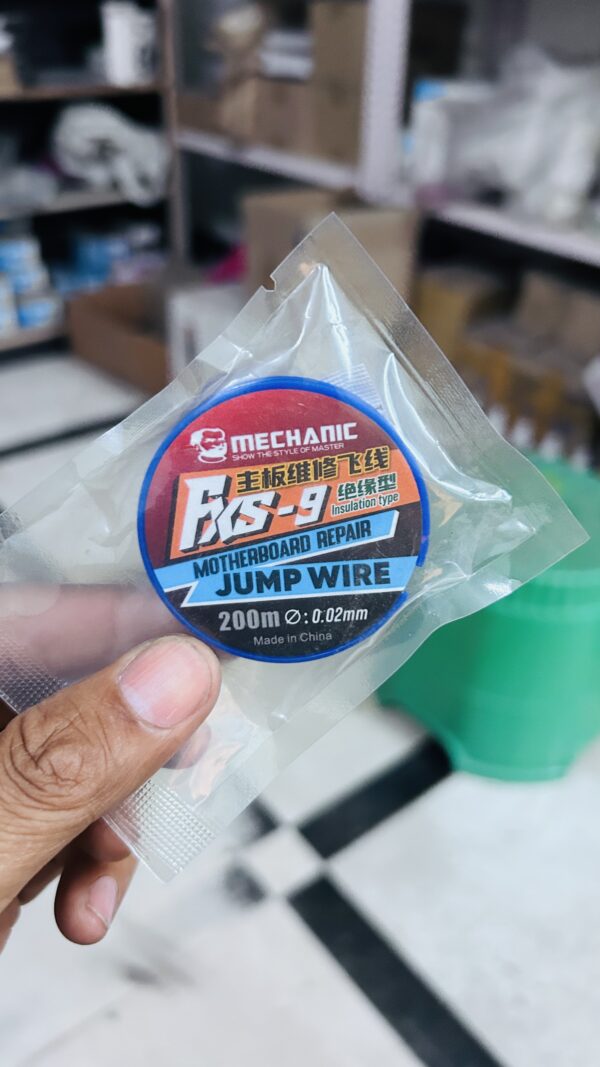 MECHANIC
SHOW THE STYLE OF MASTER
主板维修飞线
FXS-9
绝缘型
Insulation type
MOTHERBOARD REPAIR
JUMP WIRE
200m ∅:0.02mm
Made in China